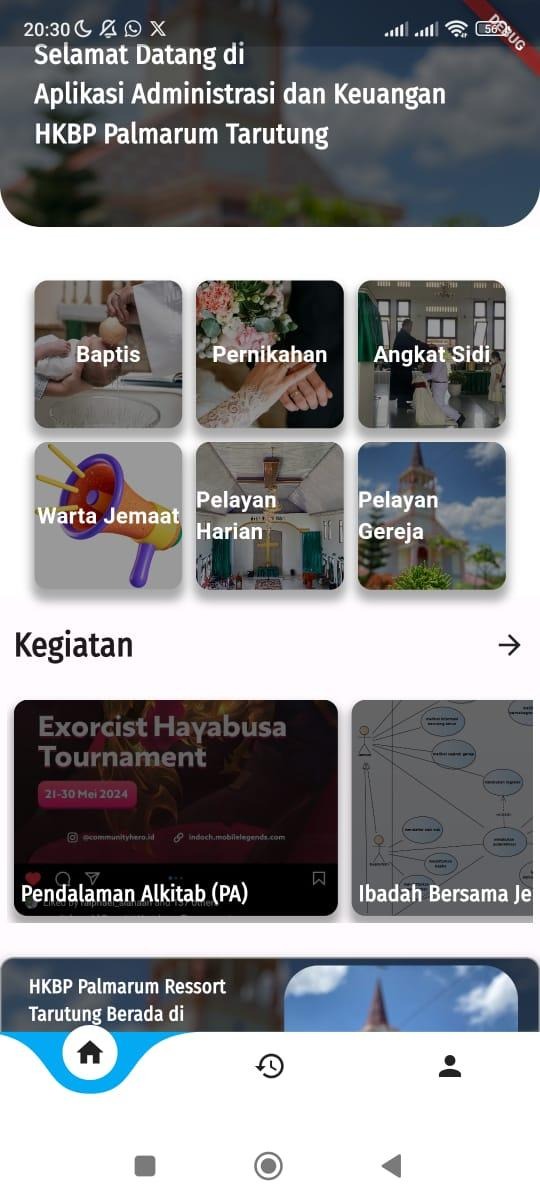 20:30
56
DEBUG
Selamat Datang di
Aplikasi Administrasi dan Keuangan
HKBP Palmarum Tarutung
Baptis
Pernikahan
Angkat Sidi
Warta Jemaat
Pelayan
Harian
Pelayan
Gereja
Kegiatan
Exorcist Hayabusa
Tournament
21-30 Mei 2024
@communityhero.id
indoch.mobilelegends.com
Pendalaman Alkitab (PA)
Ibadah Bersama Je
HKBP Palmarum Ressort
Tarutung Berada di